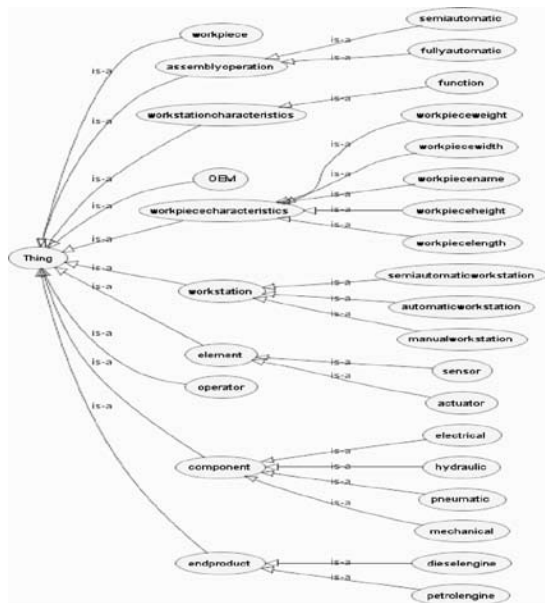 semiautomatic
workpiece
is-a
fullyautomatic
is-a
assemblyoperation
is-a
is-a
function
is-a
is-a
workstationcharacteristics
workpieceweight
is-a
is-a
workpiecewidth
is-a
is-a
OEM
workpiecename
is-a
is-a
workpiececharacteristics
is-a
workpieceheight
is-a
is-a
workpiecelength
Thing
is-a
semiautomaticworkstation
is-a
is-a
workstation
is-a
automaticworkstation
is-a
manualworkstation
is-a
element
is-a
sensor
is-a
operator
is-a
actuator
is-a
electrical
is-a
component
is-a
hydraulic
is-a
pneumatic
is-a
mechanical
endproduct
is-a
dieselengine
is-a
petrolengine